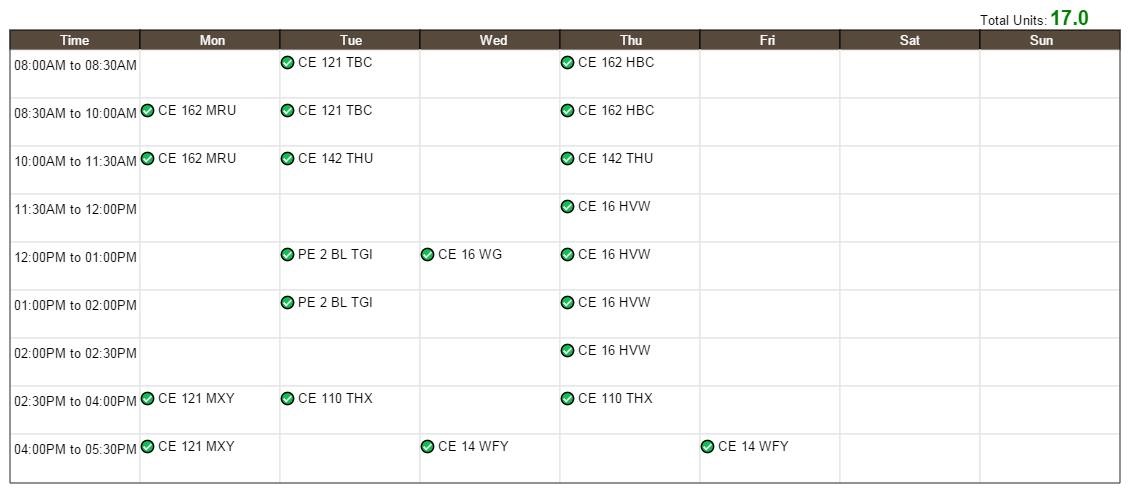 Total Units: 17.0
Time Mon Tue Wed Thu Fri Sat Sun
08:00AM to 08:30AM CE 121 TBC CE 162 HBC
08:30AM to 10:00AM CE 162 MRU CE 121 TBC CE 162 HBC
10:00AM to 11:30AM CE 162 MRU CE 142 THU CE 142 THU
11:30AM to 12:00PM CE 16 HVW
12:00PM to 01:00PM PE 2 BL TGI CE 16 WG CE 16 HVW
01:00PM to 02:00PM PE 2 BL TGI CE 16 HVW
02:00PM to 02:30PM CE 16 HVW
02:30PM to 04:00PM CE 121 MXY CE 110 THX CE 110 THX
04:00PM to 05:30PM CE 121 MXY CE 14 WFY CE 14 WFY